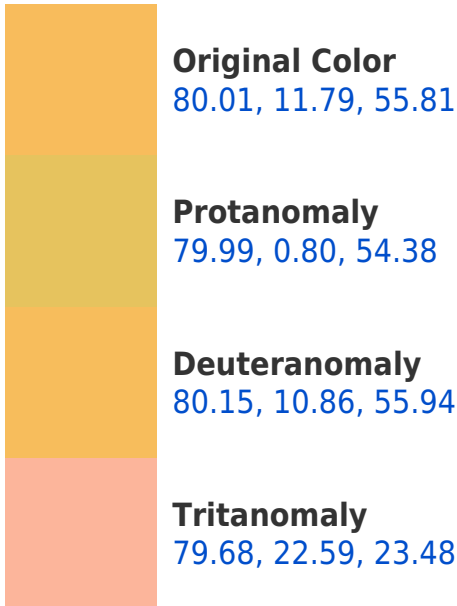 Original Color
80.01, 11.79, 55.81
Protanomaly
79.99, 0.80, 54.38
Deuteranomaly
80.15, 10.86, 55.94
Tritanomaly
79.68, 22.59, 23.48